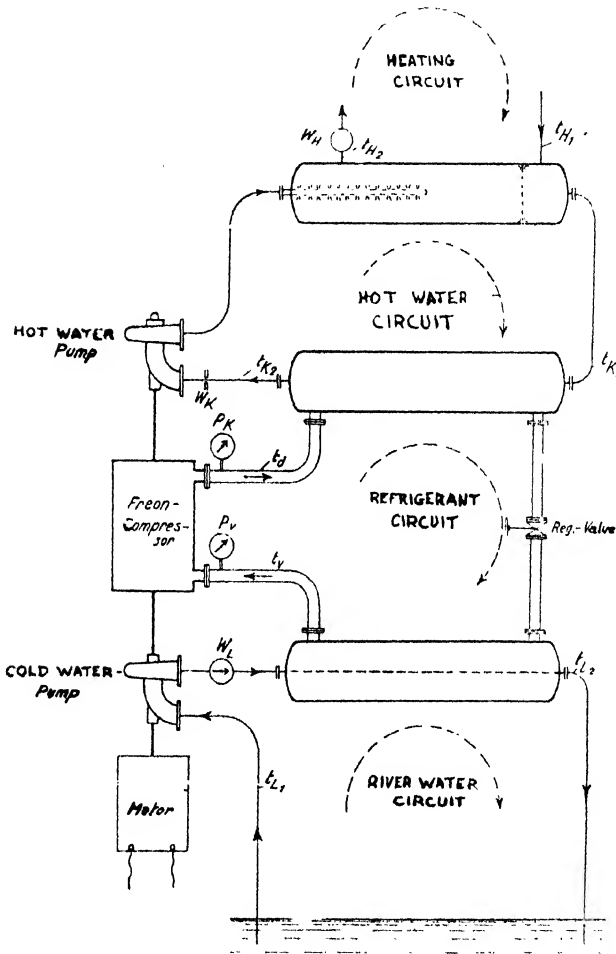 HEATING
CIRCUIT
W_H
t_H2
t_H1
HOT WATER
CIRCUIT
HOT WATER
Pump
t_K2
W_K
t_K
p_K
t_d
Freon-
Compres-
sor
REFRIGERANT
CIRCUIT
Reg.-Valve
p_v
t_v
W_L
COLD WATER
Pump
t_L2
t_L1
RIVER WATER
CIRCUIT
Motor